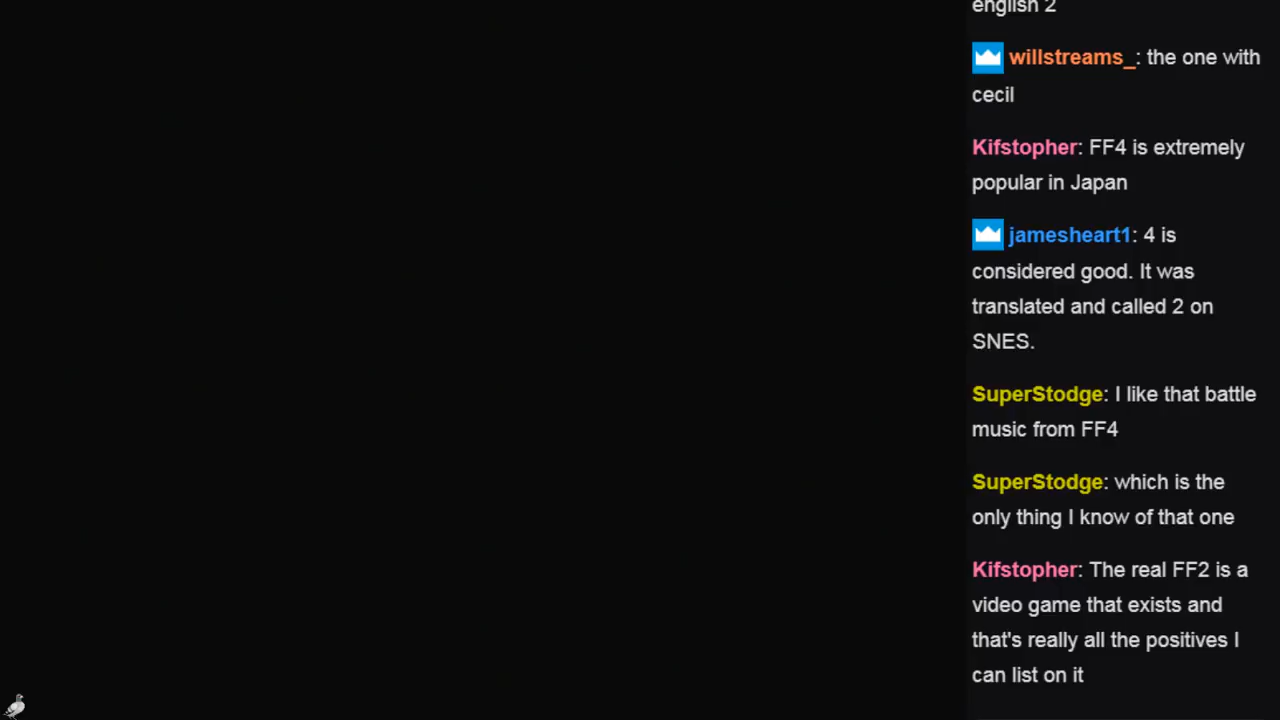 english 2
willstreams_: the one with
cecil
Kifstopher: FF4 is extremely
popular in Japan
jamesheart1: 4 is
considered good. It was
translated and called 2 on
SNES.
SuperStodge: I like that battle
music from FF4
SuperStodge: which is the
only thing I know of that one
Kifstopher: The real FF2 is a
video game that exists and
that's really all the positives I
can list on it